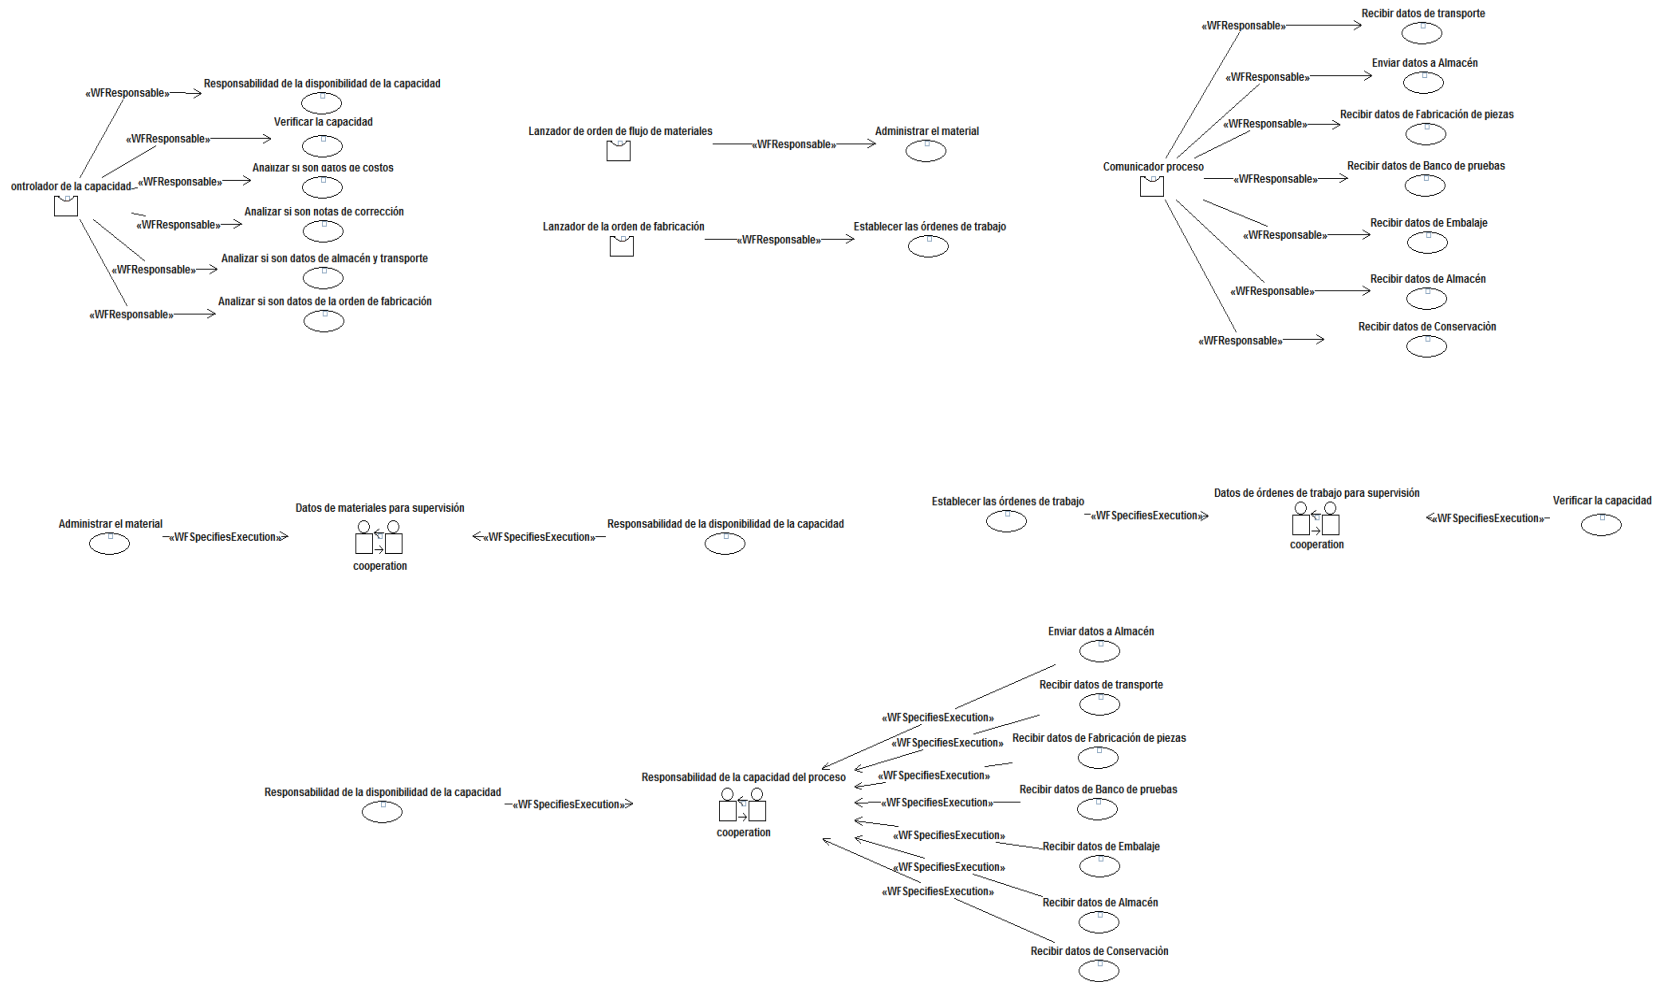 Responsabilidad de la disponibilidad de la capacidad
«WFResponsable»
Verificar la capacidad
«WFResponsable»
Analizar si son datos de costos
ontrolador de la capacidad
«WFResponsable»
Analizar si son notas de corrección
«WFResponsable»
Analizar si son datos de almacén y transporte
«WFResponsable»
Analizar si son datos de la orden de fabricación
«WFResponsable»
Lanzador de orden de flujo de materiales
«WFResponsable»
Administrar el material
Lanzador de la orden de fabricación
«WFResponsable»
Establecer las órdenes de trabajo
Recibir datos de transporte
«WFResponsable»
Enviar datos a Almacén
«WFResponsable»
Recibir datos de Fabricación de piezas
«WFResponsable»
Comunicador proceso
Recibir datos de Banco de pruebas
«WFResponsable»
Recibir datos de Embalaje
«WFResponsable»
Recibir datos de Almacén
«WFResponsable»
Recibir datos de Conservación
«WFResponsable»
Administrar el material
«WFSpecifiesExecution»
Datos de materiales para supervisión
cooperation
«WFSpecifiesExecution»
Responsabilidad de la disponibilidad de la capacidad
Establecer las órdenes de trabajo
«WFSpecifiesExecution»
Datos de órdenes de trabajo para supervisión
cooperation
«WFSpecifiesExecution»
Verificar la capacidad
Enviar datos a Almacén
Recibir datos de transporte
«WFSpecifiesExecution»
Recibir datos de Fabricación de piezas
«WFSpecifiesExecution»
Responsabilidad de la capacidad del proceso
«WFSpecifiesExecution»
Recibir datos de Banco de pruebas
Responsabilidad de la disponibilidad de la capacidad
«WFSpecifiesExecution»
«WFSpecifiesExecution»
cooperation
«WFSpecifiesExecution»
Recibir datos de Embalaje
«WFSpecifiesExecution»
«WFSpecifiesExecution»
Recibir datos de Almacén
Recibir datos de Conservación